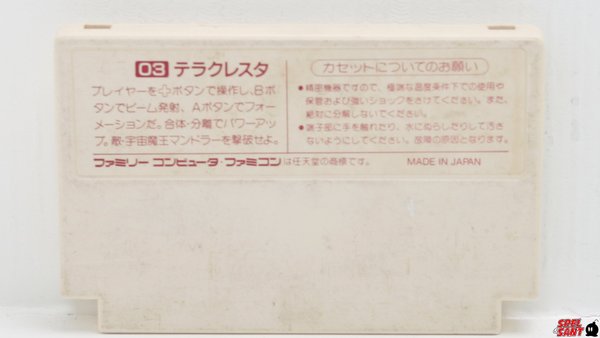 03 テラクレスタ
プレイヤーを✚ボタンで操作し、Bボ
タンでビーム発射、Aボタンでフォー
メーションだ。合体・分離でパワーアッ
プ。敵・宇宙魔王マンドラーを撃破せよ。
カセットについてのお願い
●精密機器ですので、極端な温度条件下での使用や
保管および強いショックをさけてください。また、
絶対に分解しないでください。
●端子部に手を触れたり、水にぬらしたりして汚さ
ないようにしてください。故障の原因となります。
ファミリー コンピュータ・ファミコンは任天堂の商標です。
MADE IN JAPAN
SPEL
SANT